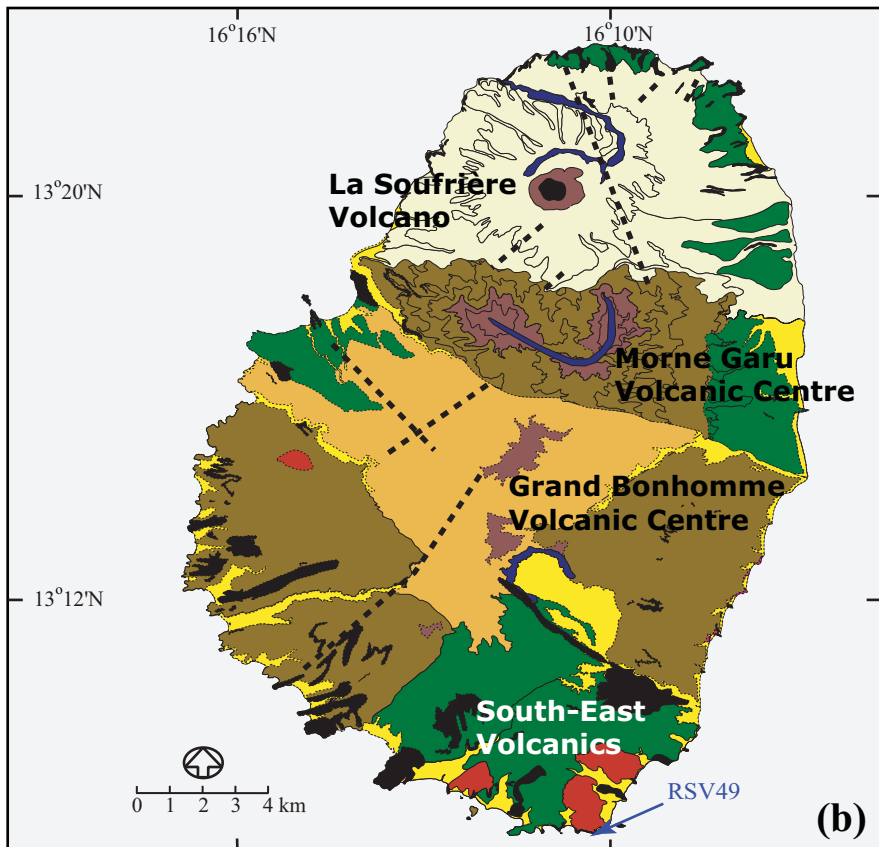 16°16'N
16°10'N
13°20'N
La Soufrière
Volcano
Morne Garu
Volcanic Centre
Grand Bonhomme
Volcanic Centre
13°12'N
South-East
Volcanics
0 1 2 3 4 km
RSV49
(b)